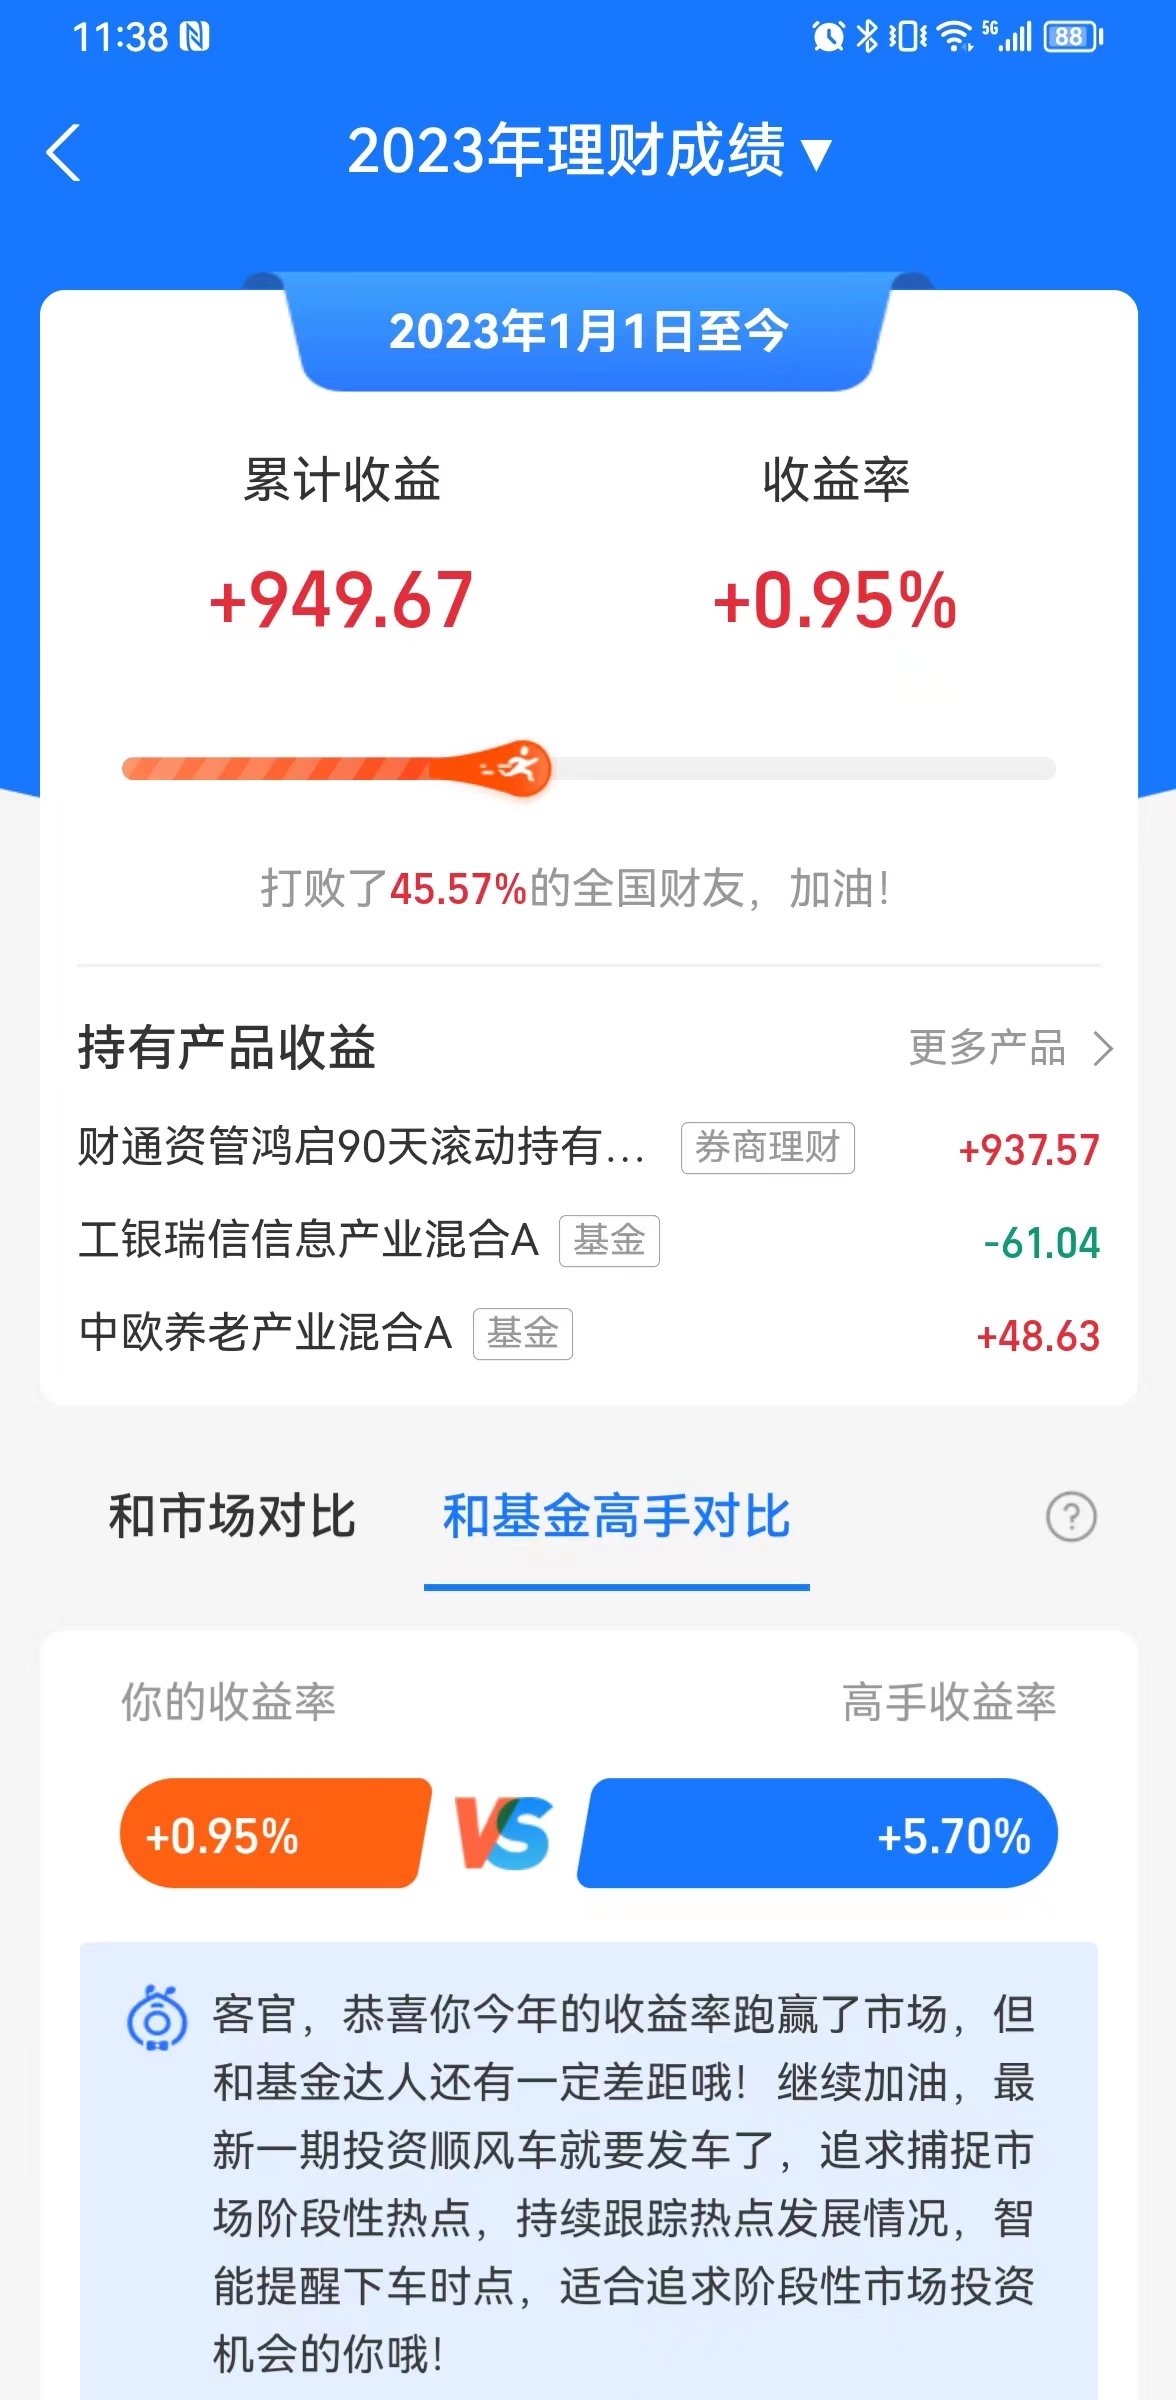 11:38
5G
88
2023年理财成绩▼
2023年1月1日至今
累计收益 收益率
+949.67 +0.95%
打败了45.57%的全国财友，加油！
持有产品收益 更多产品 >
财通资管鸿启90天滚动持有... 券商理财 +937.57
工银瑞信信息产业混合A 基金 -61.04
中欧养老产业混合A 基金 +48.63
和市场对比 和基金高手对比 ?
你的收益率 高手收益率
+0.95% VS +5.70%
客官，恭喜你今年的收益率跑赢了市场，但
和基金达人还有一定差距哦！继续加油，最
新一期投资顺风车就要发车了，追求捕捉市
场阶段性热点，持续跟踪热点发展情况，智
能提醒下车时点，适合追求阶段性市场投资
机会的你哦！